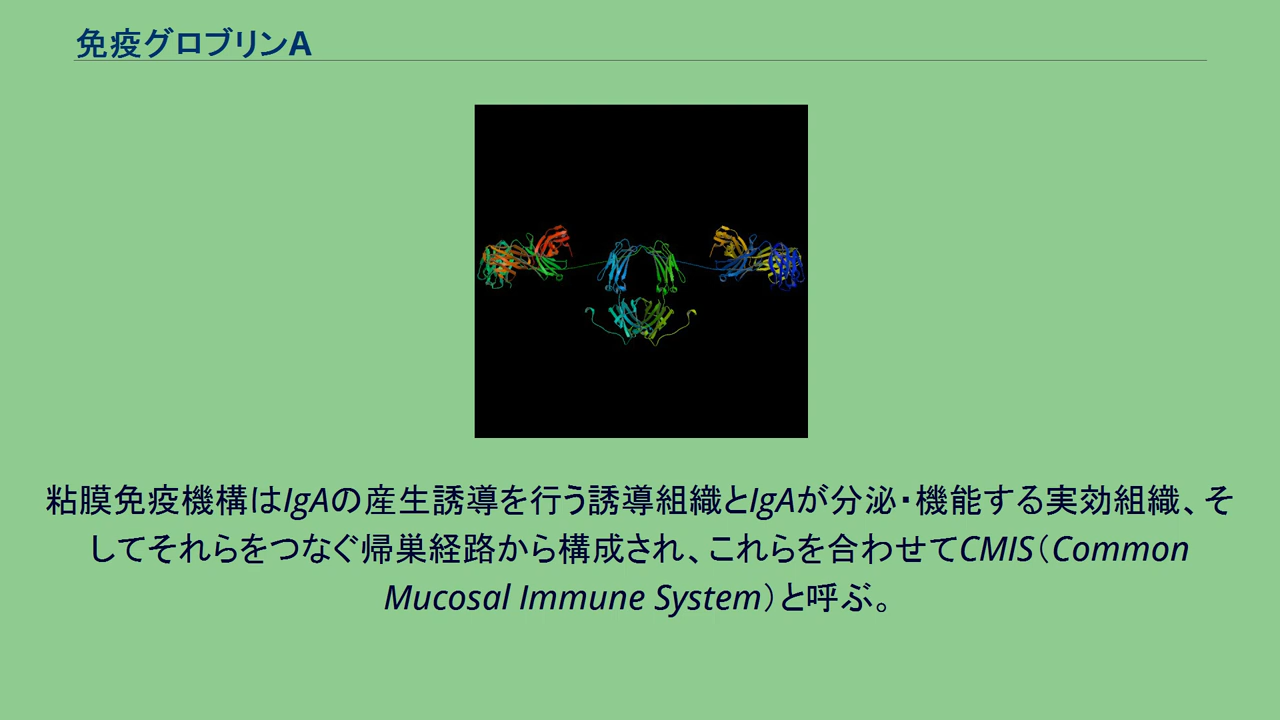 免疫グロブリンA
粘膜免疫機構はIgAの産生誘導を行う誘導組織とIgAが分泌・機能する実効組織、そ
してそれらをつなぐ帰巣経路から構成され、これらを合わせてCMIS（Common
Mucosal Immune System）と呼ぶ。